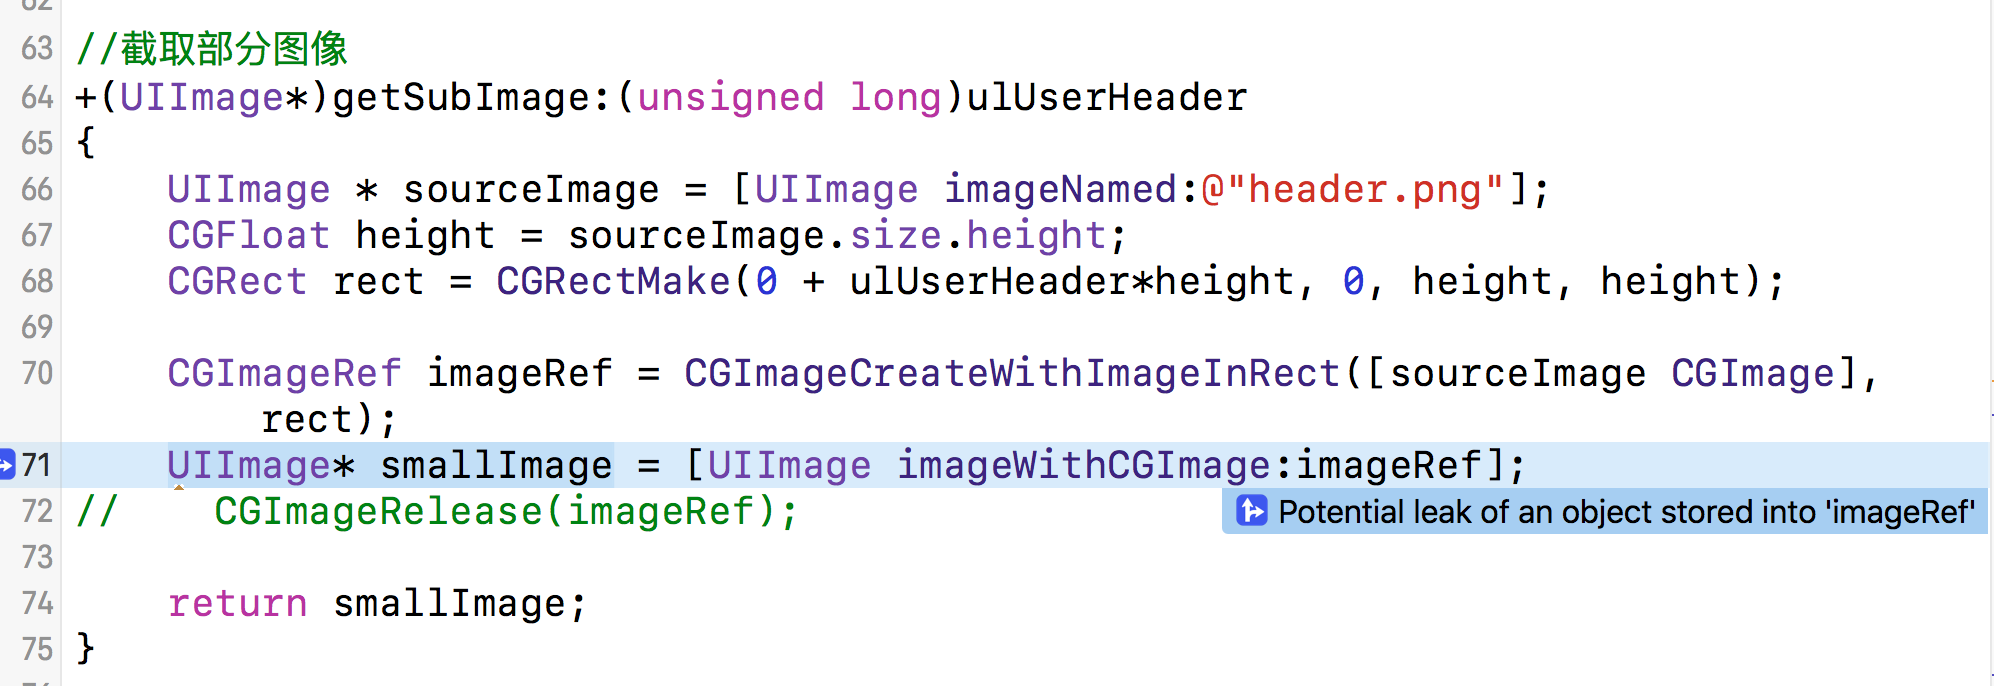 63 //截取部分图像
64 +(UIImage*)getSubImage:(unsigned long)ulUserHeader
65 {
66 UIImage * sourceImage = [UIImage imageNamed:@"header.png"];
67 CGFloat height = sourceImage.size.height;
68 CGRect rect = CGRectMake(0 + ulUserHeader*height, 0, height, height);
69
70 CGImageRef imageRef = CGImageCreateWithImageInRect([sourceImage CGImage],
rect);
71 UIImage* smallImage = [UIImage imageWithCGImage:imageRef];
72 // CGImageRelease(imageRef);
Potential leak of an object stored into 'imageRef'
73
74 return smallImage;
75 }